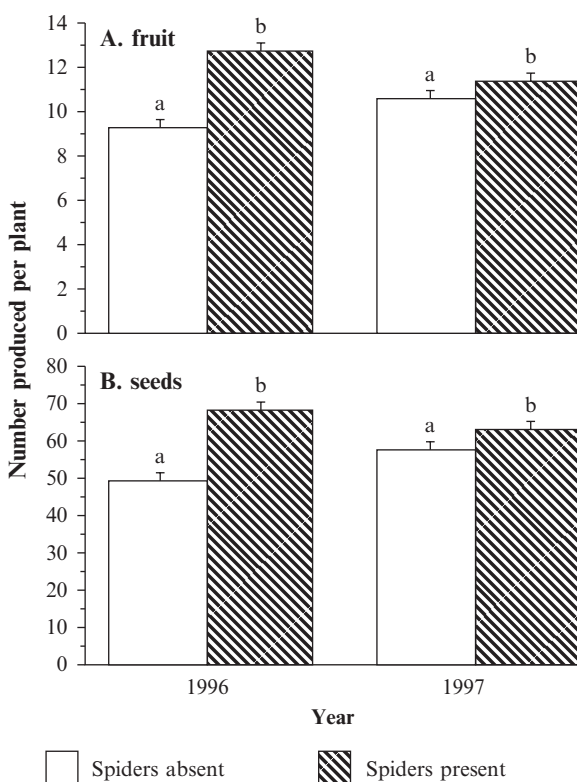 Number produced per plant
A. fruit
14
12
10
8
6
4
2
0
a
b
a
b
B. seeds
80
70
60
50
40
30
20
10
0
a
b
a
b
1996
1997
Year
Spiders absent
Spiders present